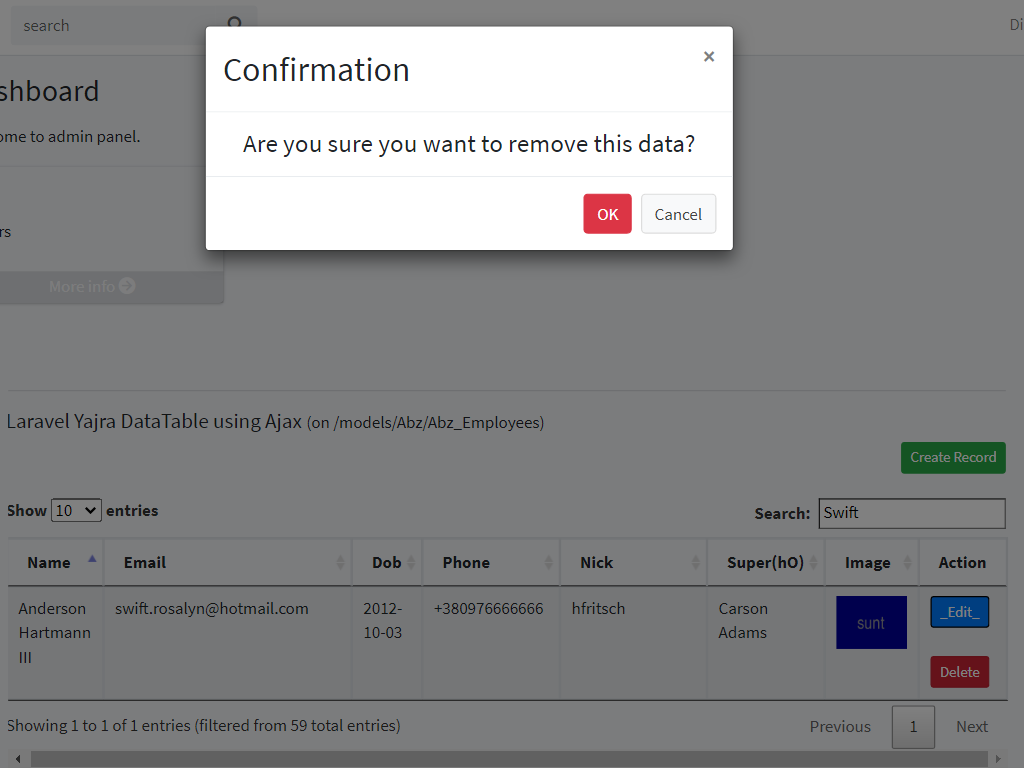 search
Di
Confirmation
×
shboard
ome to admin panel.
Are you sure you want to remove this data?
OK
Cancel
rs
More info
Laravel Yajra DataTable using Ajax (on /models/Abz/Abz_Employees)
Create Record
Show 10 entries
Search: Swift
Name Email Dob Phone Nick Super(hO) Image Action
Anderson swift.rosalyn@hotmail.com 2012- +380976666666 hfritsch Carson sunt _Edit_
Hartmann 10-03 Adams
III
Delete
Showing 1 to 1 of 1 entries (filtered from 59 total entries)
Previous 1 Next